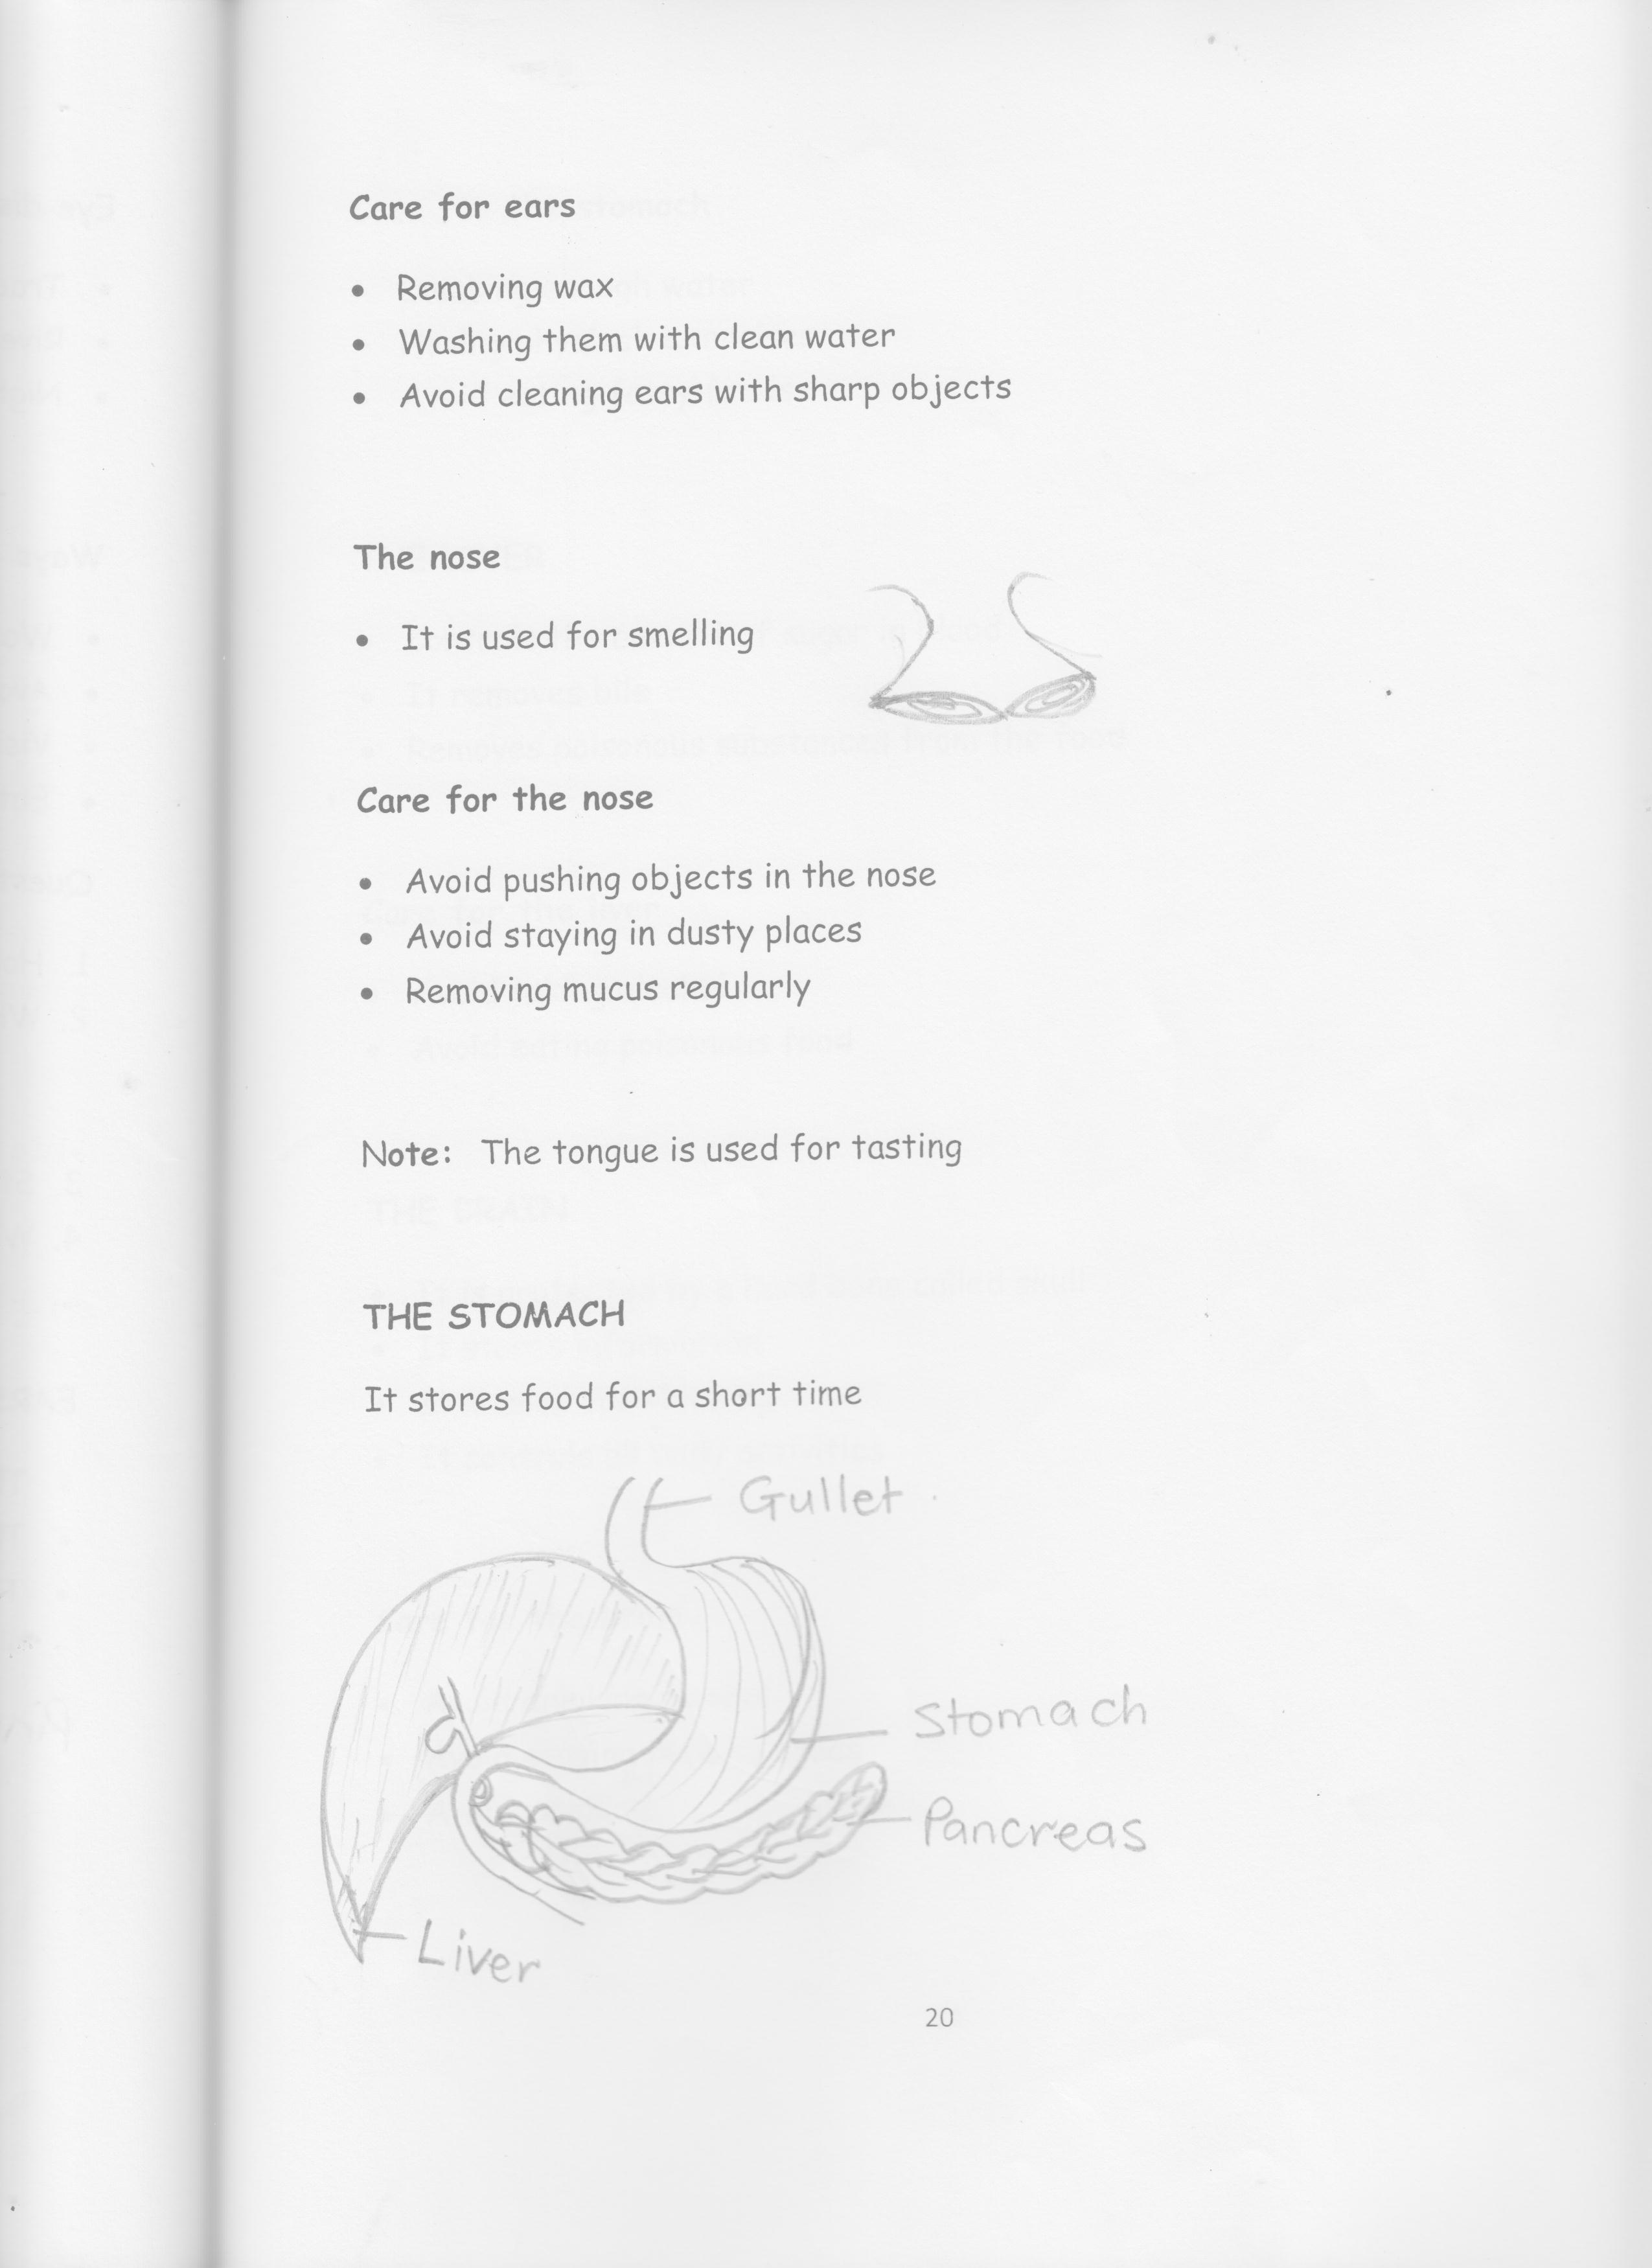 Care for ears
• Removing wax
• Washing them with clean water
• Avoid cleaning ears with sharp objects
The nose
• It is used for smelling
Care for the nose
• Avoid pushing objects in the nose
• Avoid staying in dusty places
• Removing mucus regularly
Note: The tongue is used for tasting
THE STOMACH
It stores food for a short time
Gullet
Stomach
Pancreas
Liver
20